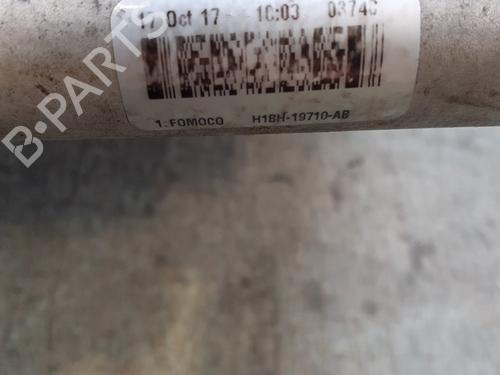 17 Oct 17 10:03 0374C
1. FOMOCO H1BH-19710-AB
B-PARTS